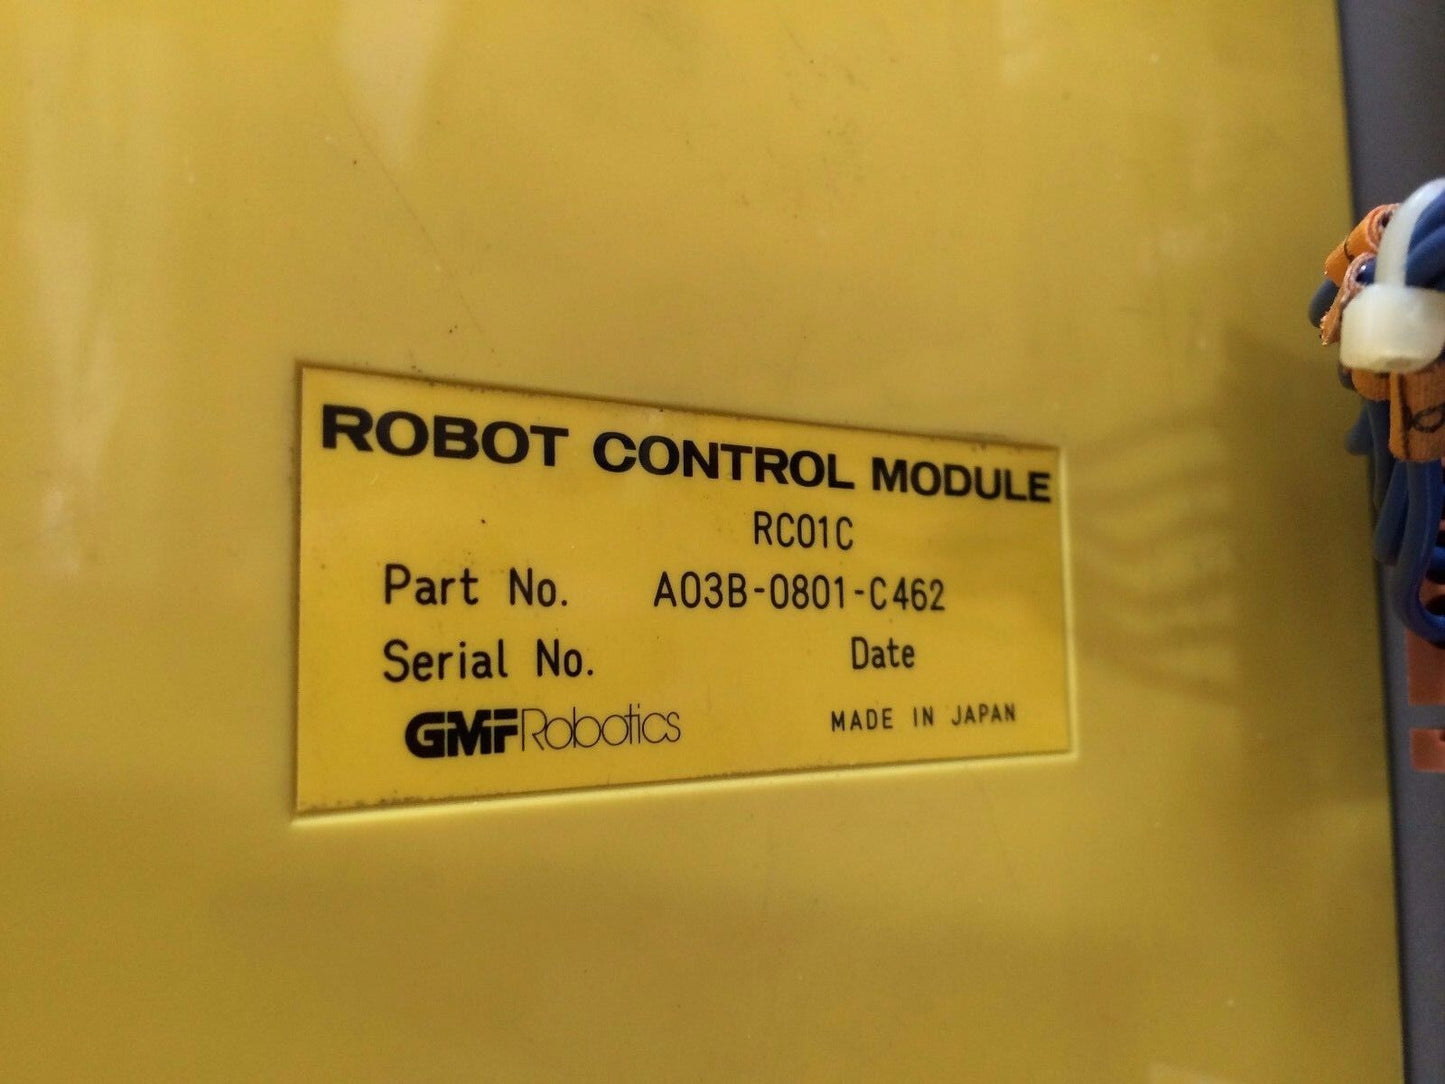 ROBOT CONTROL MODULE
RC01C
Part No. A03B-0801-C462
Serial No. Date
GMFRobotics MADE IN JAPAN